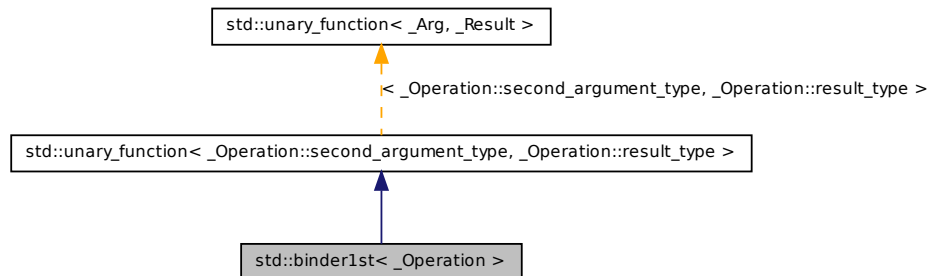 std::unary_function< _Arg, _Result >
< _Operation::second_argument_type, _Operation::result_type >
std::unary_function< _Operation::second_argument_type, _Operation::result_type >
std::binder1st< _Operation >